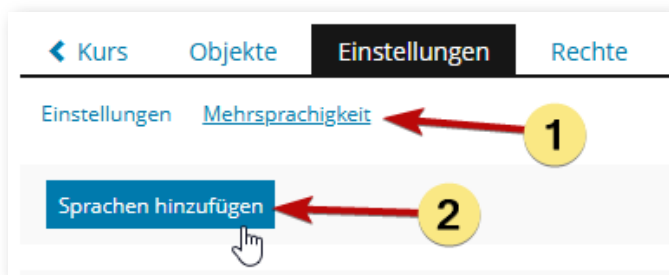 Kurs Objekte Einstellungen Rechte
Einstellungen Mehrsprachigkeit
1
Sprachen hinzufügen
2